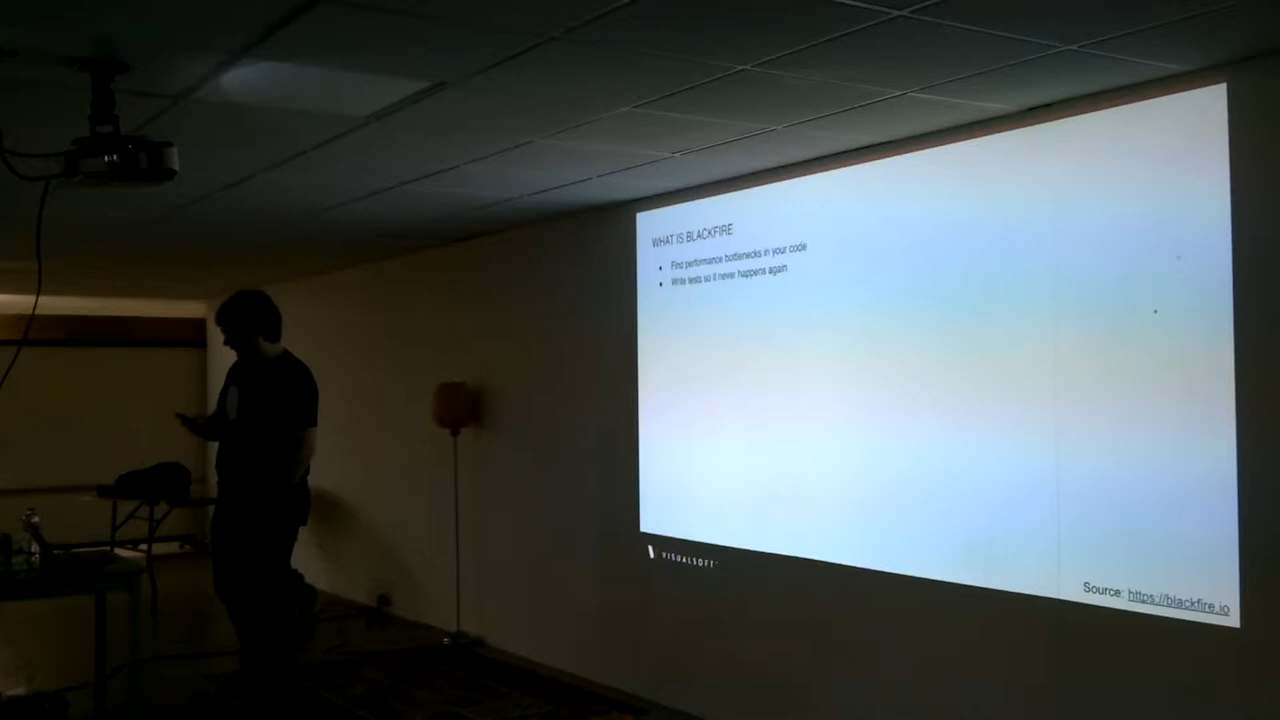 WHAT IS BLACKFIRE
• Find performance bottlenecks in your code
• Write tests so it never happens again
VISUALSOFT
Source: https://blackfire.io